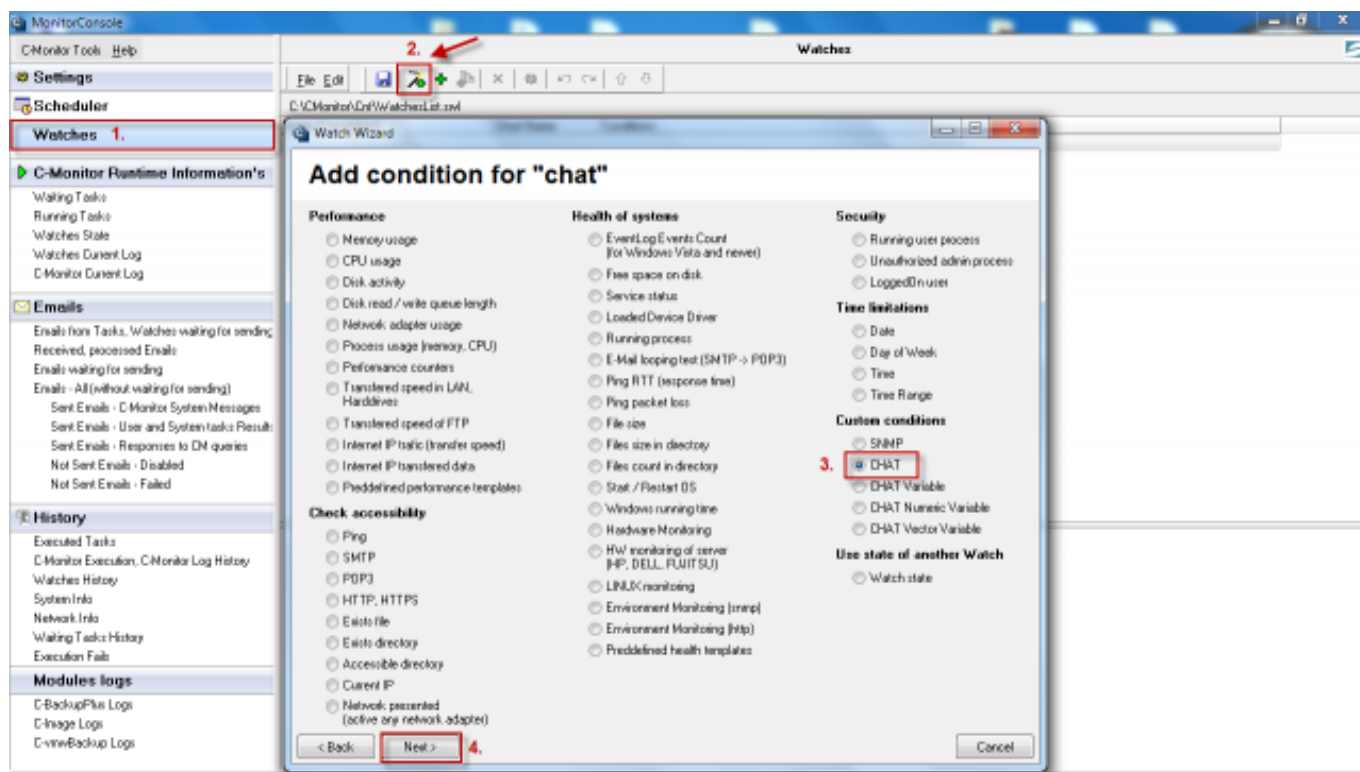 MonitorConsole
C-Monitor Tools Help
Settings
Scheduler
Watches 1.
C-Monitor Runtime Information's
Waiting Tasks
Running Tasks
Watches State
Watches Current Log
C-Monitor Current Log
Emails
Emails from Tasks, Watches waiting for sending
Received, processed Emails
Emails waiting for sending
Emails - All (without waiting for sending)
Sent Emails - C-Monitor System Messages
Sent Emails - User and System tasks Result
Sent Emails - Responses to CM queries
Not Sent Emails - Disabled
Not Sent Emails - Failed
History
Executed Tasks
C-Monitor Execution, C-Monitor Log History
Watches History
System Info
Network Info
Waiting Tasks History
Execution Fails
Modules logs
C-BackupPlus Logs
C-Image Logs
C-vmwBackup Logs
2.
Watches
File Edit
C:\CMonitor\Cnf\WatchesList.swl
Watch Wizard
Add condition for "chat"
Performance
Memory usage
CPU usage
Disk activity
Disk read / write queue length
Network adapter usage
Process usage (memory, CPU)
Performance counters
Transfered speed in LAN,
Harddrives
Transfered speed of FTP
Internet IP trafic (transfer speed)
Internet IP transfered data
Preddefined performance templates
Check accessibility
Ping
SMTP
POP3
HTTP, HTTPS
Exists file
Exists directory
Accessible directory
Current IP
Network presented
(active any network adapter)
Health of systems
EventLog Events Count
(for Windows Vista and newer)
Free space on disk
Service status
Loaded Device Driver
Running process
E-Mail looping test (SMTP -> POP3)
Ping RTT (response time)
Ping packet loss
File size
Files size in directory
Files count in directory
Start / Restart OS
Windows running time
Hardware Monitoring
HW monitoring of server
(HP, DELL, FUJITSU)
LINUX monitoring
Environment Monitoring (snmp)
Environment Monitoring (http)
Preddefined health templates
Security
Running user process
Unauthorized admin process
LoggedOn user
Time limitations
Date
Day of Week
Time
Time Range
Custom conditions
SNMP
3. CHAT
CHAT Variable
CHAT Numeric Variable
CHAT Vector Variable
Use state of another Watch
Watch state
< Back Next > 4. Cancel